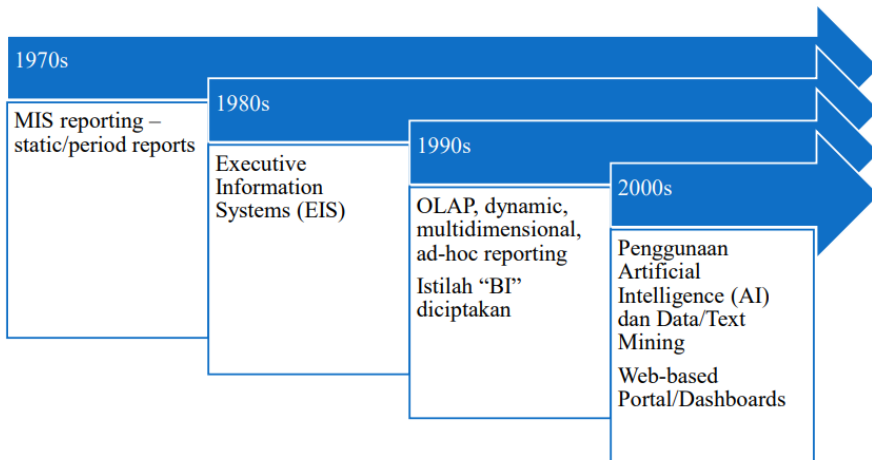 1970s
MIS reporting –
static/period reports
1980s
Executive
Information
Systems (EIS)
1990s
OLAP, dynamic,
multidimensional,
ad-hoc reporting
Istilah “BI”
diciptakan
2000s
Penggunaan
Artificial
Intelligence (AI)
dan Data/Text
Mining
Web-based
Portal/Dashboards